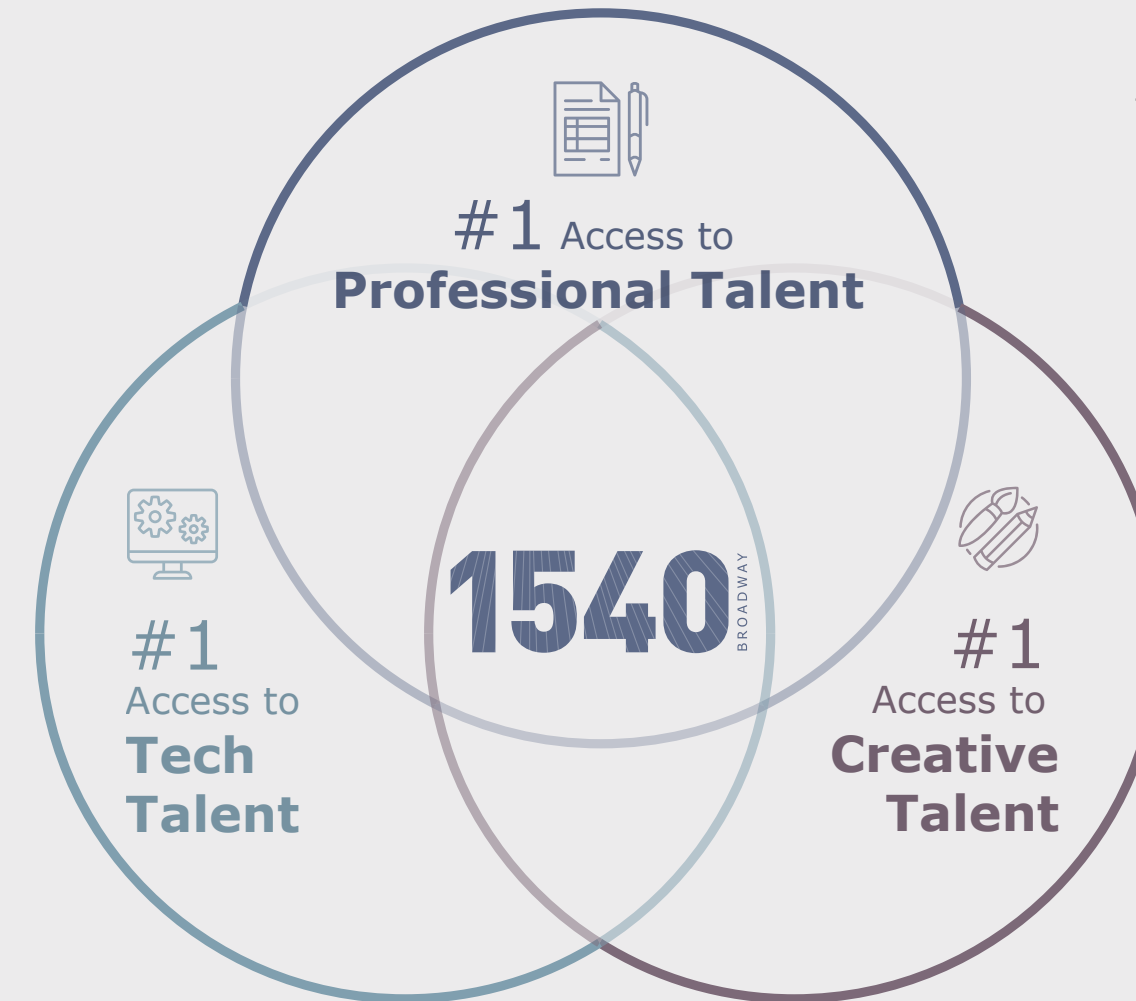 #1 Access to
Professional Talent
1540
BROADWAY
#1
Access to
Tech
Talent
#1
Access to
Creative
Talent